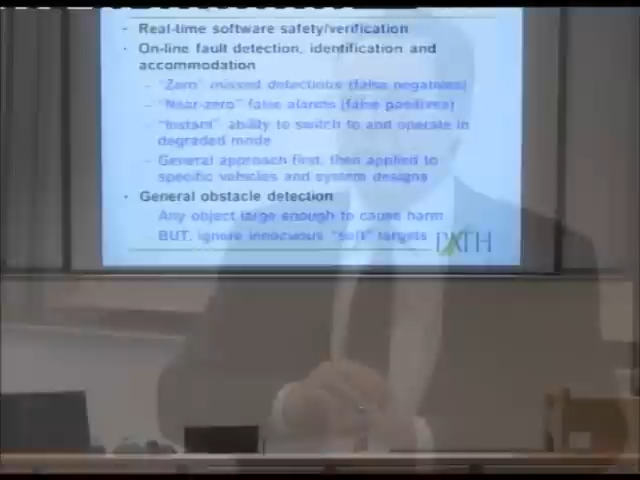 - Real-time software safety/verification
- On-line fault detection, identification and
accommodation
- "Zero" missed detections (false negatives)
- "Near-zero" false alarms (false positives)
- "Instant" ability to switch to and operate in
degraded mode
- General approach first, then applied to
specific vehicles and system designs
- General obstacle detection
Any object large enough to cause harm
BUT, ignore innocuous "soft" targets
PATH